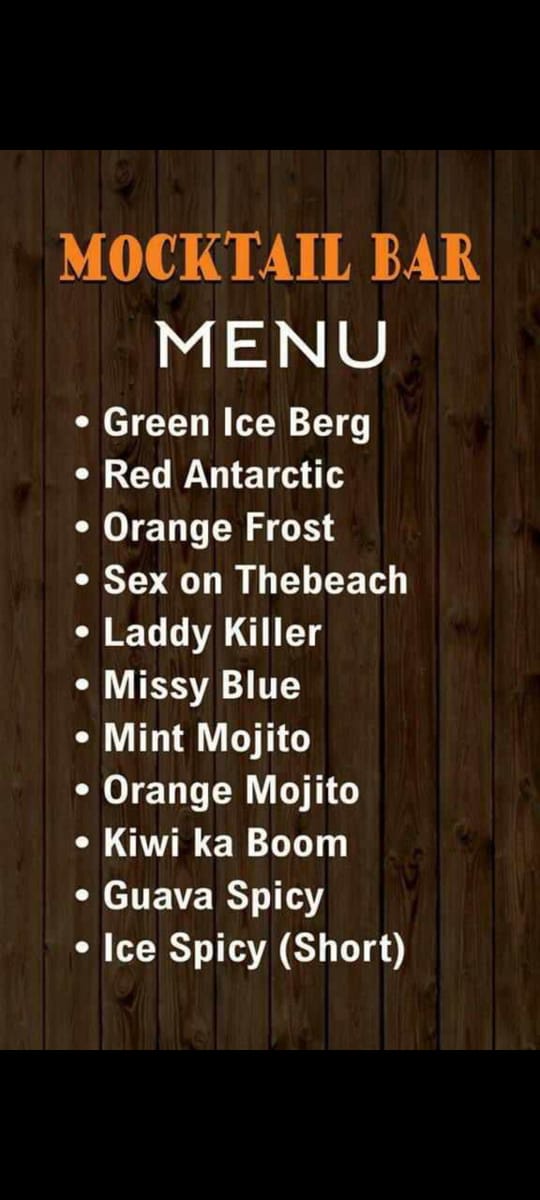 MOCKTAIL BAR
MENU
• Green Ice Berg
• Red Antarctic
• Orange Frost
• Sex on Thebeach
• Laddy Killer
• Missy Blue
• Mint Mojito
• Orange Mojito
• Kiwi ka Boom
• Guava Spicy
• Ice Spicy (Short)